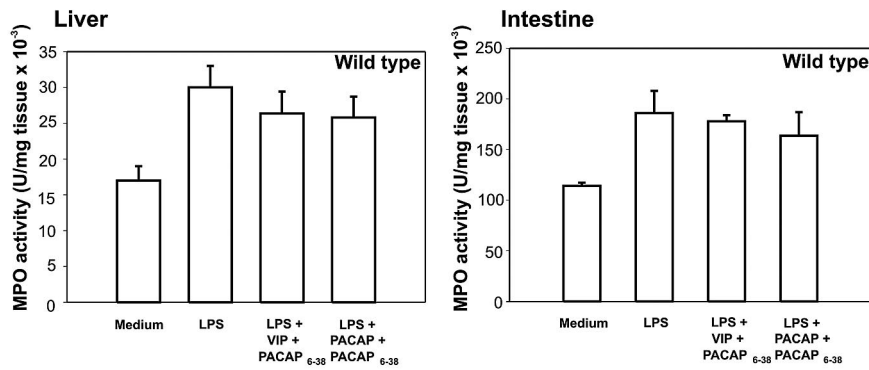 Liver
Wild type
MPO activity (U/mg tissue x 10-3)
35
30
25
20
15
10
5
0
Medium
LPS
LPS +
VIP +
PACAP 6-38
LPS +
PACAP +
PACAP 6-38
Intestine
Wild type
MPO activity (U/mg tissue x 10-3)
250
200
150
100
50
0
Medium
LPS
LPS +
VIP +
PACAP 6-38
LPS +
PACAP +
PACAP 6-38